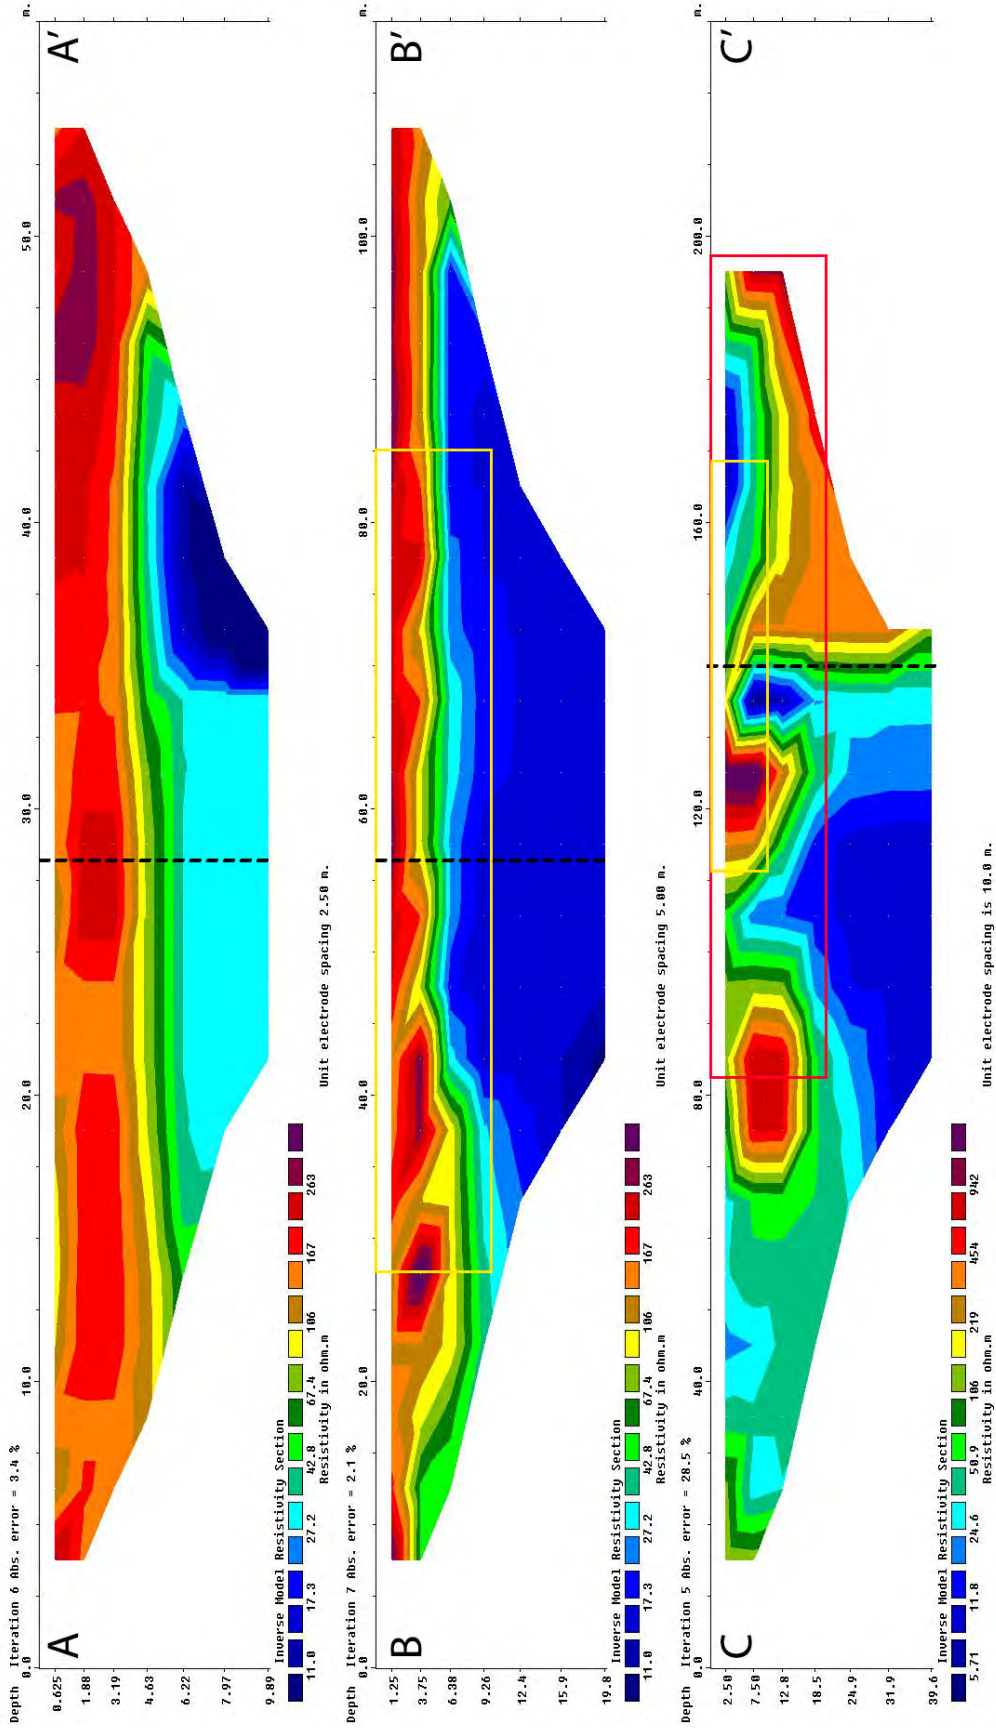 A
A'
Depth Iteration 6 Abs. error = 3.4 %
0.0 10.0 20.0 30.0 40.0 50.0 m.
0.625
1.88
3.19
4.63
6.22
7.97
9.89
Inverse Model Resistivity Section
11.0 17.3 27.2 42.8 67.4 106 167 263
Resistivity in ohm.m
Unit electrode spacing 2.50 m.
B
B'
Depth Iteration 7 Abs. error = 2.1 %
0.0 20.0 40.0 60.0 80.0 100.0 m.
1.25
3.75
6.38
9.26
12.4
15.9
19.8
Inverse Model Resistivity Section
11.0 17.3 27.2 42.8 67.4 106 167 263
Resistivity in ohm.m
Unit electrode spacing 5.00 m.
C
C'
Depth Iteration 5 Abs. error = 28.5 %
0.0 40.0 80.0 120.0 160.0 200.0 m.
2.50
7.50
12.8
18.5
24.9
31.9
39.6
Inverse Model Resistivity Section
5.71 11.8 24.6 50.9 106 219 454 942
Resistivity in ohm.m
Unit electrode spacing is 10.0 m.